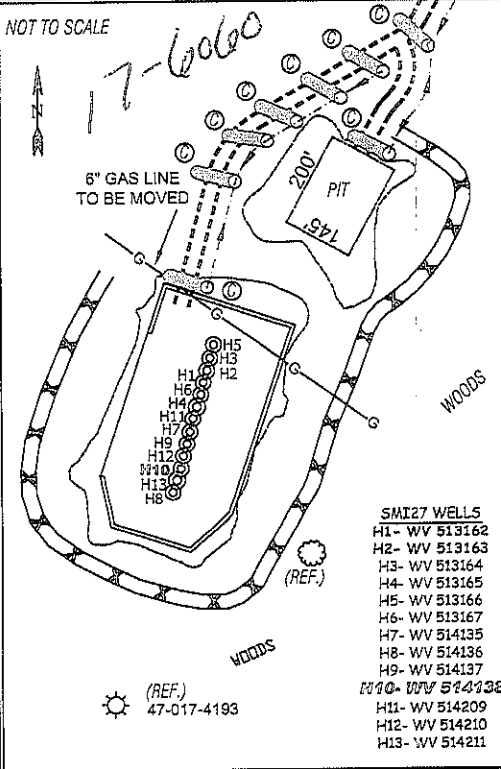 NOT TO SCALE
17-6060
N
C
C
C
C
C
C
C
C
6" GAS LINE
TO BE MOVED
200'
PIT
145'
G
G
G
G
H5
H3
H2
H1
H6
H4
H11
H7
H9
H12
H10
H13
H8
WOODS
(REF.)
WOODS
(REF.)
47-017-4193
SMI27 WELLS
H1- WV 513162
H2- WV 513163
H3- WV 513164
H4- WV 513165
H5- WV 513166
H6- WV 513167
H7- WV 514135
H8- WV 514136
H9- WV 514137
H10- WV 514138
H11- WV 514209
H12- WV 514210
H13- WV 514211